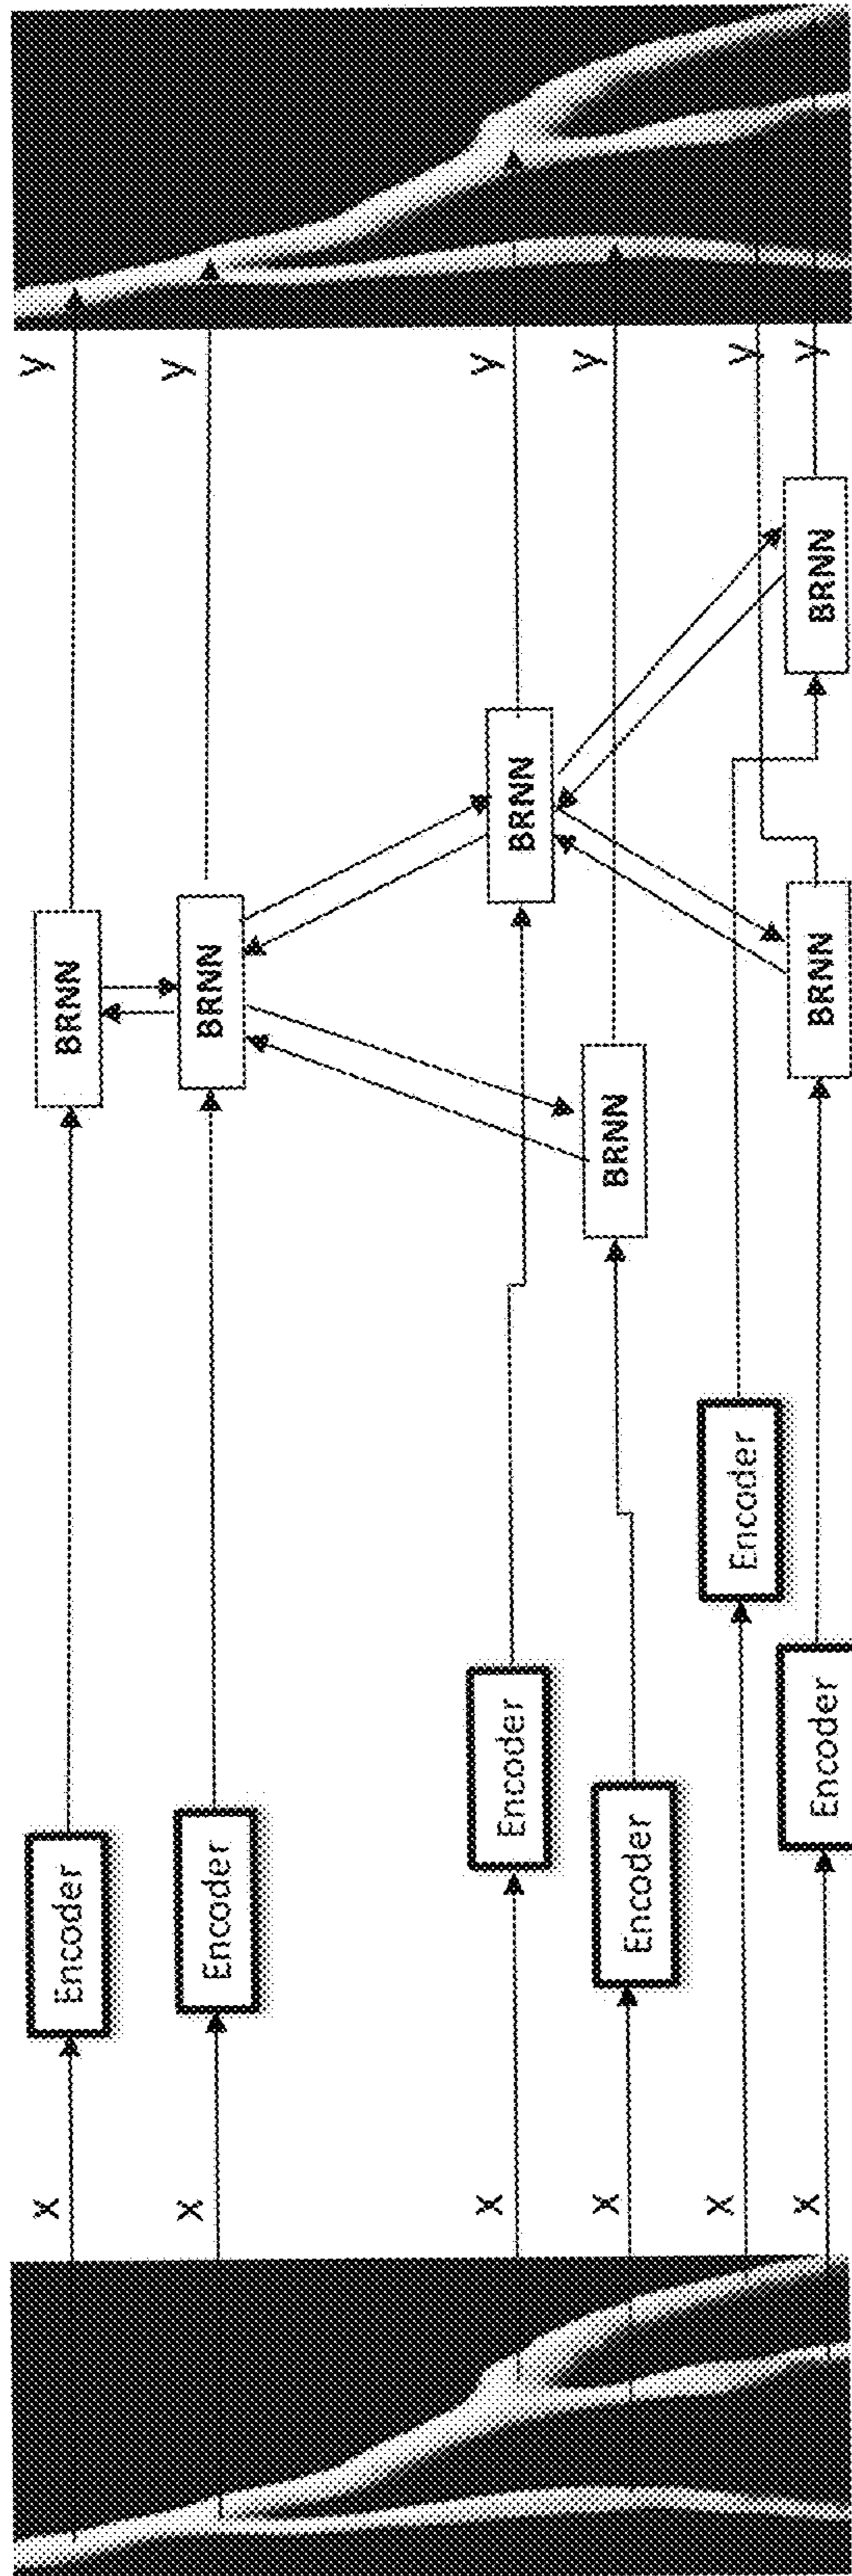 y
y
y
y
y
y
BRNN
BRNN
BRNN
BRNN
BRNN
BRNN
Encoder
Encoder
Encoder
Encoder
Encoder
Encoder
X
X
X
X
X
X